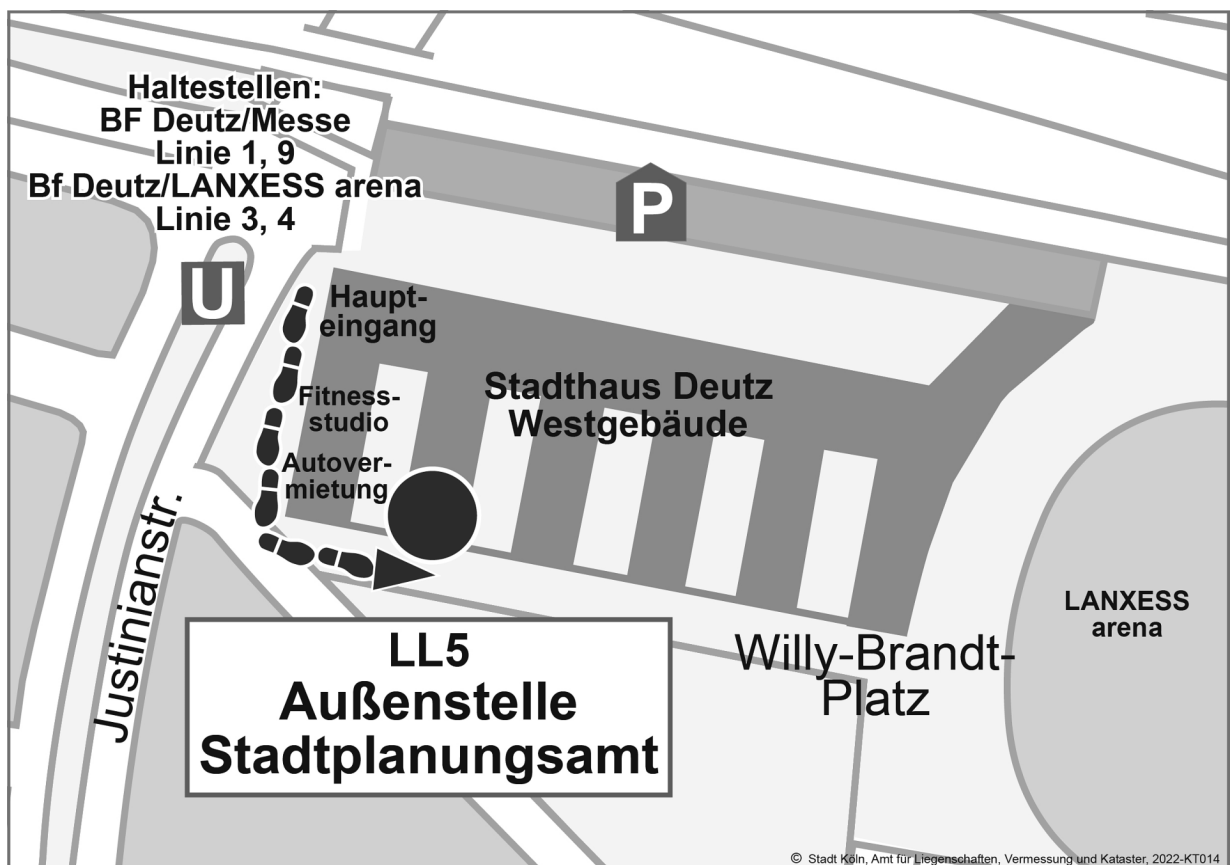 Haltestellen:
BF Deutz/Messe
Linie 1, 9
Bf Deutz/LANXESS arena
Linie 3, 4
P
U
Haupt-
eingang
Stadthaus Deutz
Westgebäude
Fitness-
studio
Autover-
mietung
Justinianstr.
LANXESS
arena
Willy-Brandt-
Platz
LL5
Außenstelle
Stadtplanungsamt
© Stadt Köln, Amt für Liegenschaften, Vermessung und Kataster, 2022-KT014